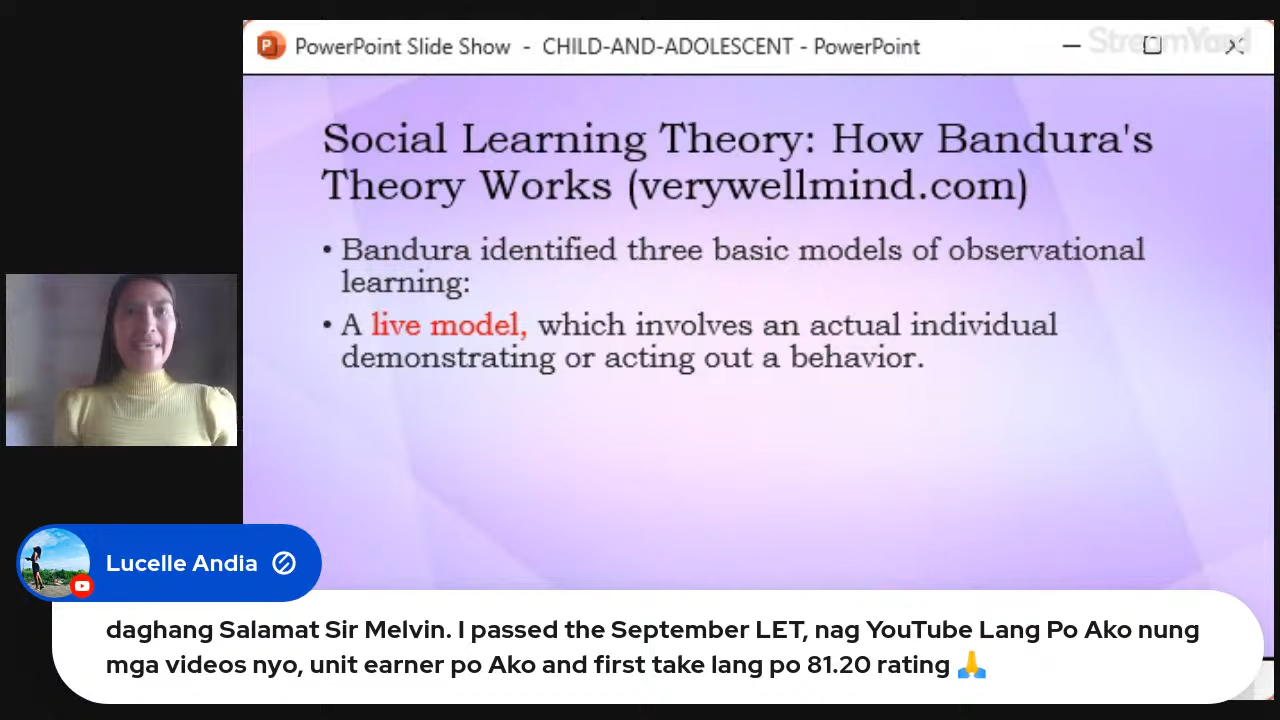 PowerPoint Slide Show - CHILD-AND-ADOLESCENT - PowerPoint
StreamYard
Social Learning Theory: How Bandura's
Theory Works (verywellmind.com)
• Bandura identified three basic models of observational
learning:
• A live model, which involves an actual individual
demonstrating or acting out a behavior.
Lucelle Andia
daghang Salamat Sir Melvin. I passed the September LET, nag YouTube Lang Po Ako nung
mga videos nyo, unit earner po Ako and first take lang po 81.20 rating 🙏